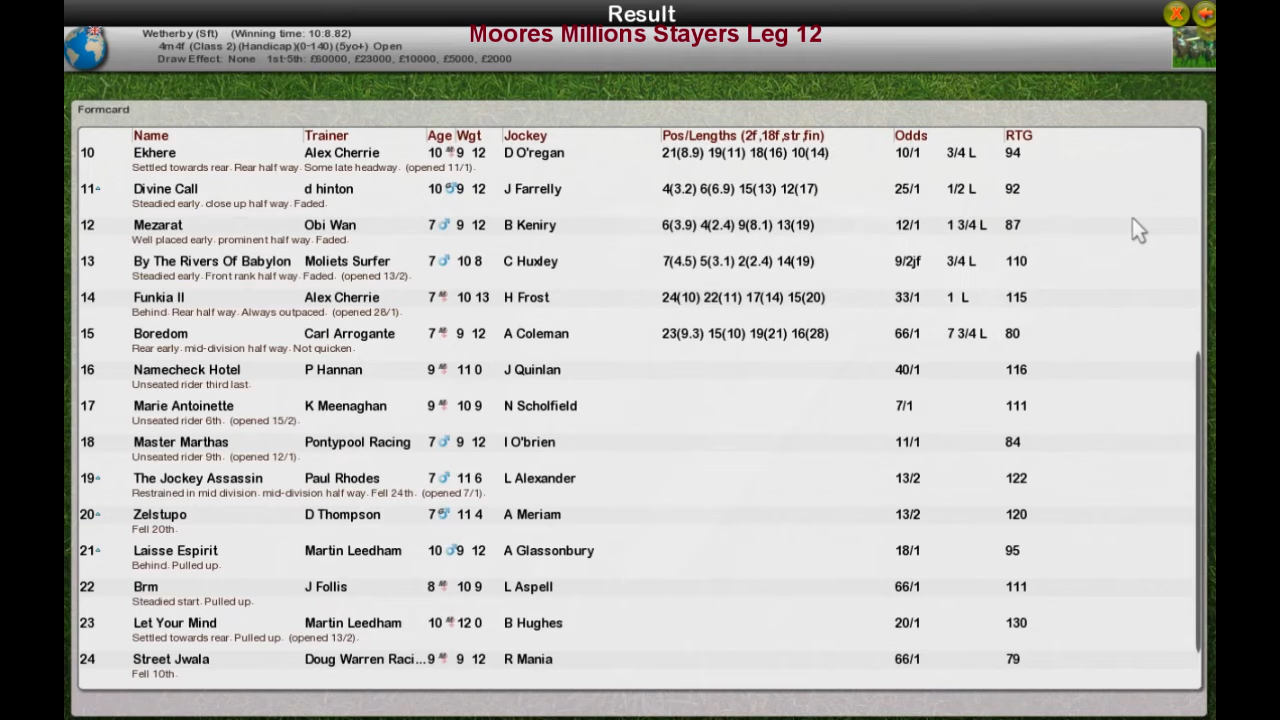 Result
Moores Millions Stayers Leg 12
Wetherby (Sft) (Winning time: 10:8.82)
4m4f (Class 2) (Handicap)(0-140) (5yo+) Open
Draw Effect: None 1st-5th: £60000, £23000, £10000, £5000, £2000
Formcard
Name Trainer Age Wgt Jockey Pos/Lengths (2f,18f,str,fin) Odds RTG
10 Ekhere Alex Cherrie 10 9 12 D O'regan 21(8.9) 19(11) 18(16) 10(14) 10/1 3/4 L 94
Settled towards rear. Rear half way. Some late headway. (opened 11/1).
11 Divine Call d hinton 10 9 12 J Farrelly 4(3.2) 6(6.9) 15(13) 12(17) 25/1 1/2 L 92
Steadied early. close up half way. Faded.
12 Mezarat Obi Wan 7 9 12 B Keniry 6(3.9) 4(2.4) 9(8.1) 13(19) 12/1 1 3/4 L 87
Well placed early. prominent half way. Faded.
13 By The Rivers Of Babylon Moliets Surfer 7 10 8 C Huxley 7(4.5) 5(3.1) 2(2.4) 14(19) 9/2jf 3/4 L 110
Steadied early. Front rank half way. Faded. (opened 13/2).
14 Funkia II Alex Cherrie 7 10 13 H Frost 24(10) 22(11) 17(14) 15(20) 33/1 1 L 115
Behind. Rear half way. Always outpaced. (opened 28/1).
15 Boredom Carl Arrogante 7 9 12 A Coleman 23(9.3) 15(10) 19(21) 16(28) 66/1 7 3/4 L 80
Rear early. mid-division half way. Not quicken.
16 Namecheck Hotel P Hannan 9 11 0 J Quinlan 40/1 116
Unseated rider third last.
17 Marie Antoinette K Meenaghan 9 10 9 N Scholfield 7/1 111
Unseated rider 6th. (opened 15/2).
18 Master Marthas Pontypool Racing 7 9 12 I O'brien 11/1 84
Unseated rider 9th. (opened 12/1).
19 The Jockey Assassin Paul Rhodes 7 11 6 L Alexander 13/2 122
Restrained in mid division. mid-division half way. Fell 24th. (opened 7/1).
20 Zelstupo D Thompson 7 11 4 A Meriam 13/2 120
Fell 20th.
21 Laisse Espirit Martin Leedham 10 9 12 A Glassonbury 18/1 95
Behind. Pulled up.
22 Brm J Follis 8 10 9 L Aspell 66/1 111
Steadied start. Pulled up.
23 Let Your Mind Martin Leedham 10 12 0 B Hughes 20/1 130
Settled towards rear. Pulled up. (opened 13/2).
24 Street Jwala Doug Warren Raci... 9 9 12 R Mania 66/1 79
Fell 10th.